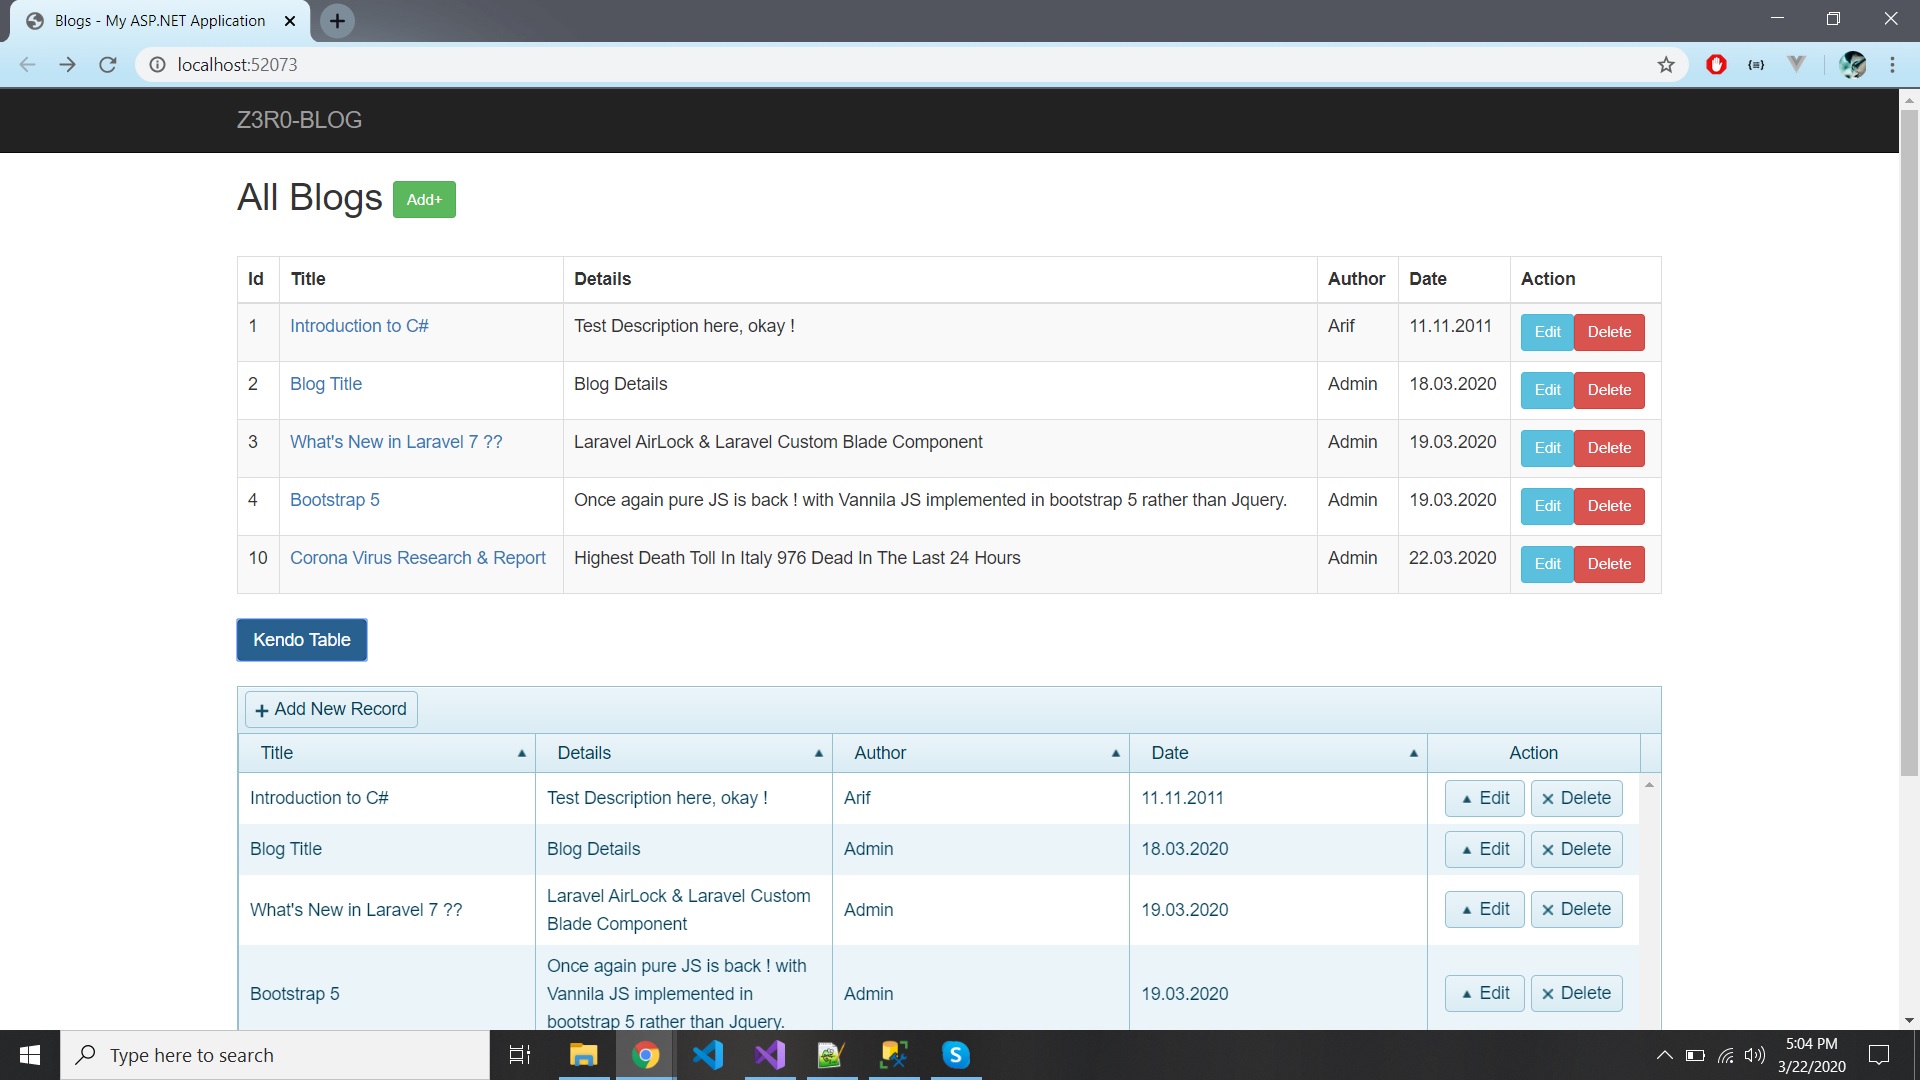 Blogs - My ASP.NET Application
localhost:52073
Z3R0-BLOG
All Blogs Add+
Id Title Details Author Date Action
1 Introduction to C# Test Description here, okay ! Arif 11.11.2011 Edit Delete
2 Blog Title Blog Details Admin 18.03.2020 Edit Delete
3 What's New in Laravel 7 ?? Laravel AirLock & Laravel Custom Blade Component Admin 19.03.2020 Edit Delete
4 Bootstrap 5 Once again pure JS is back ! with Vannila JS implemented in bootstrap 5 rather than Jquery. Admin 19.03.2020 Edit Delete
10 Corona Virus Research & Report Highest Death Toll In Italy 976 Dead In The Last 24 Hours Admin 22.03.2020 Edit Delete
Kendo Table
Add New Record
Title Details Author Date Action
Introduction to C# Test Description here, okay ! Arif 11.11.2011 Edit Delete
Blog Title Blog Details Admin 18.03.2020 Edit Delete
What's New in Laravel 7 ?? Laravel AirLock & Laravel Custom Admin 19.03.2020 Edit Delete
Blade Component
Once again pure JS is back ! with
Bootstrap 5 Vannila JS implemented in Admin 19.03.2020 Edit Delete
bootstrap 5 rather than Jquery.
Type here to search
5:04 PM
3/22/2020